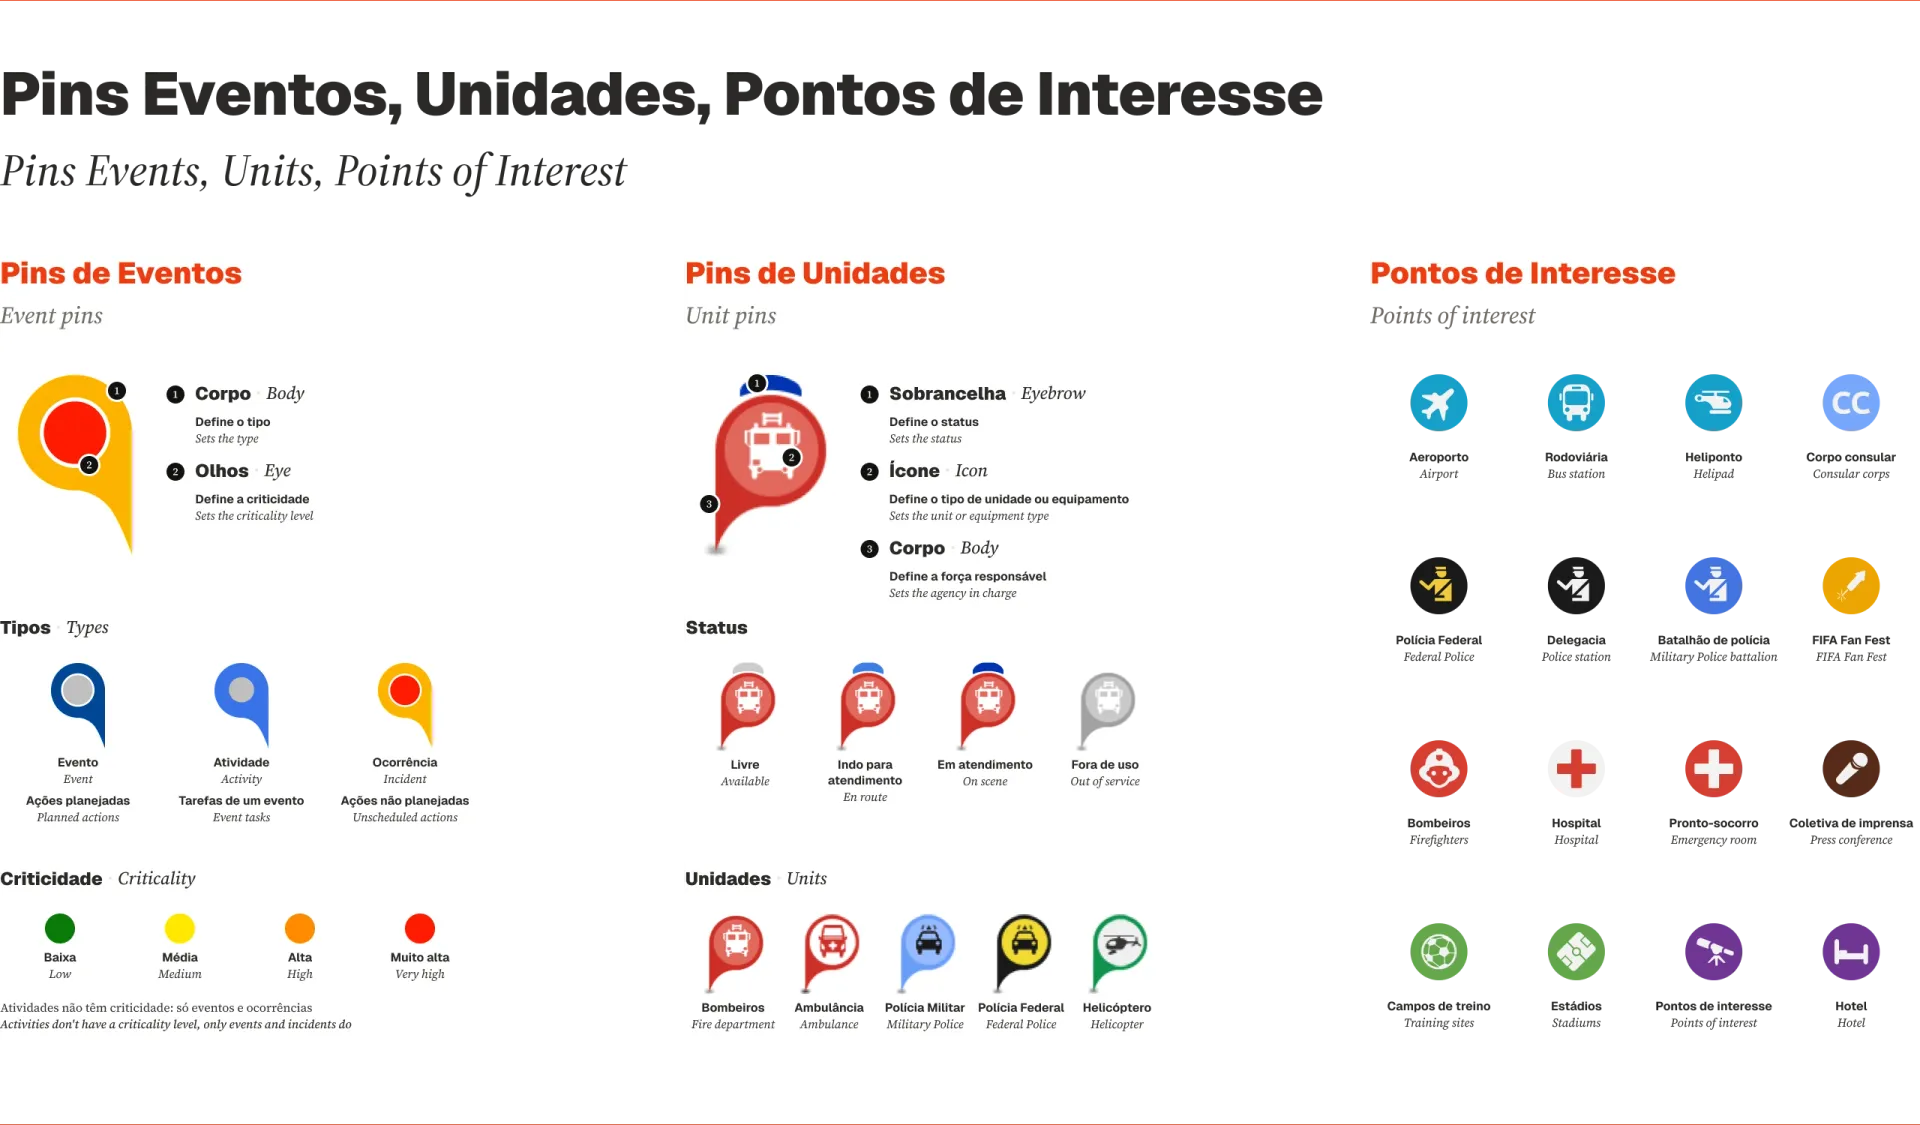 Pins Eventos, Unidades, Pontos de Interesse
Pins Events, Units, Points of Interest
Pins de Eventos
Event pins
1
2
1 Corpo · Body
Define o tipo
Sets the type
2 Olhos · Eye
Define a criticidade
Sets the criticality level
Tipos · Types
Evento
Event
Ações planejadas
Planned actions
Atividade
Activity
Tarefas de um evento
Event tasks
Ocorrência
Incident
Ações não planejadas
Unscheduled actions
Criticidade · Criticality
Baixa
Low
Média
Medium
Alta
High
Muito alta
Very high
Atividades não têm criticidade: só eventos e ocorrências
Activities don't have a criticality level, only events and incidents do
Pins de Unidades
Unit pins
1
2
3
1 Sobrancelha · Eyebrow
Define o status
Sets the status
2 Ícone · Icon
Define o tipo de unidade ou equipamento
Sets the unit or equipment type
3 Corpo · Body
Define a força responsável
Sets the agency in charge
Status
Livre
Available
Indo para
atendimento
En route
Em atendimento
On scene
Fora de uso
Out of service
Unidades · Units
Bombeiros
Fire department
Ambulância
Ambulance
Polícia Militar
Military Police
Polícia Federal
Federal Police
Helicóptero
Helicopter
Pontos de Interesse
Points of interest
Aeroporto
Airport
Rodoviária
Bus station
Heliponto
Helipad
CC
Corpo consular
Consular corps
Polícia Federal
Federal Police
Delegacia
Police station
Batalhão de polícia
Military Police battalion
FIFA Fan Fest
FIFA Fan Fest
Bombeiros
Firefighters
Hospital
Hospital
Pronto-socorro
Emergency room
Coletiva de imprensa
Press conference
Campos de treino
Training sites
Estádios
Stadiums
Pontos de interesse
Points of interest
Hotel
Hotel